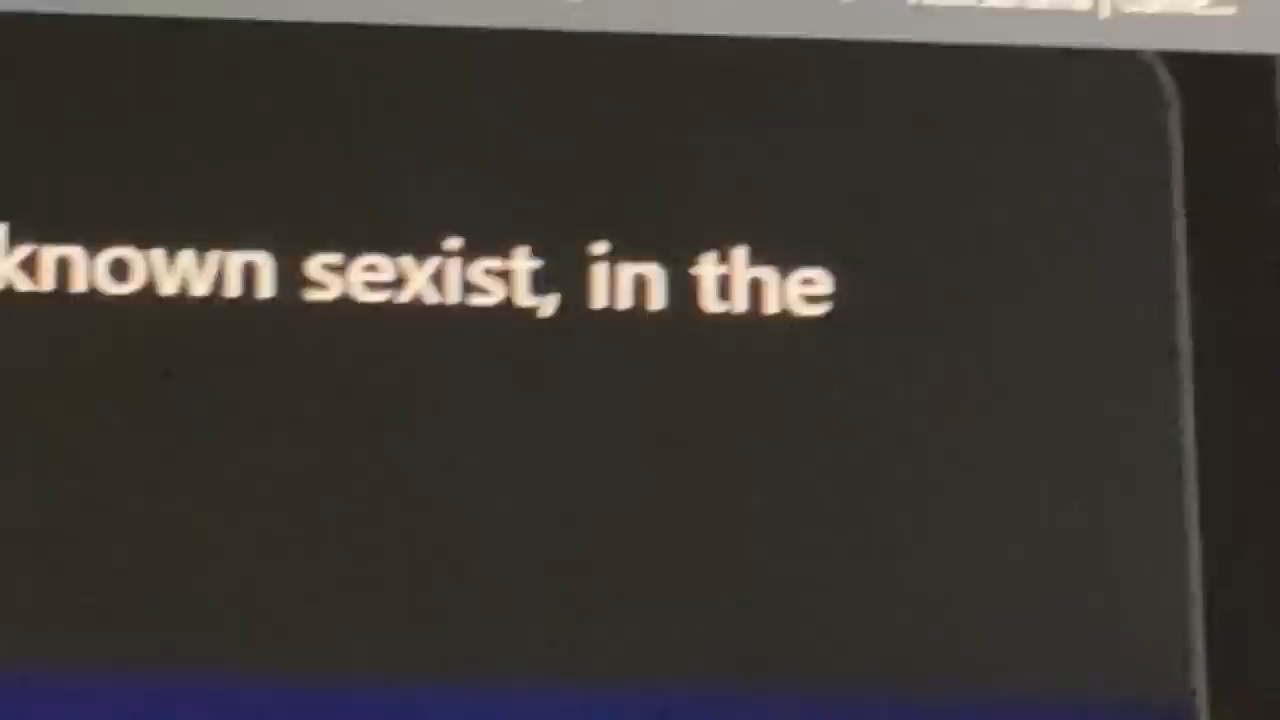 known sexist, in the